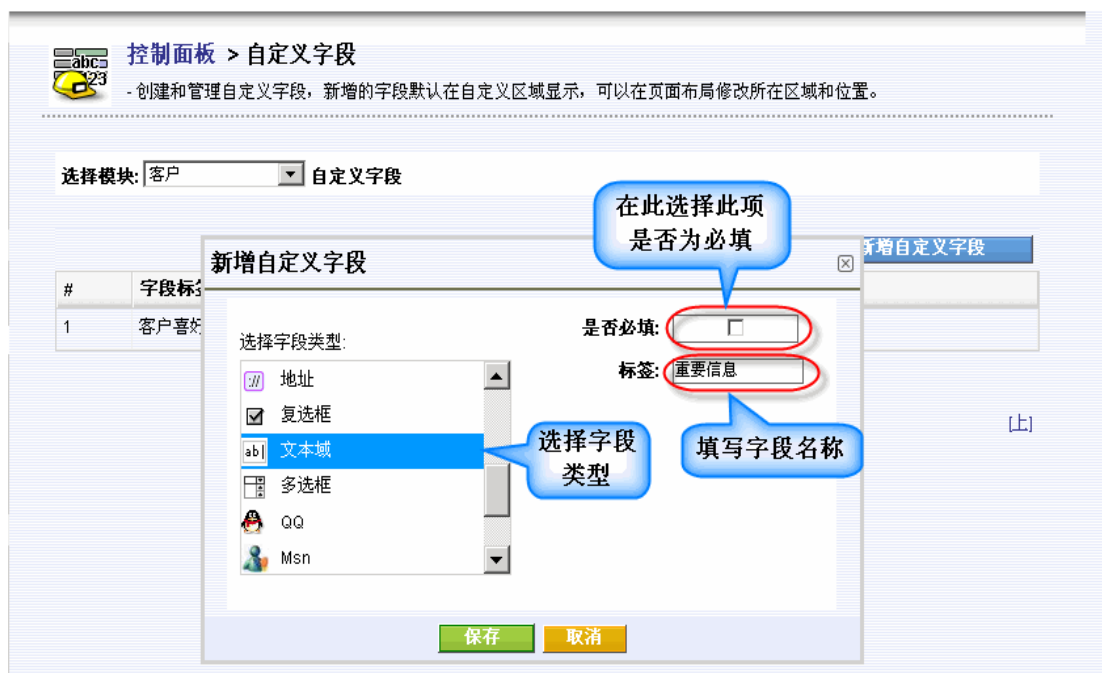 控制面板 > 自定义字段
- 创建和管理自定义字段，新增的字段默认在自定义区域显示，可以在页面布局修改所在区域和位置。
选择模块: 客户 自定义字段
在此选择此项
是否为必填
新增自定义字段
新增自定义字段
# 字段标签
1 客户喜好
是否必填:
选择字段类型:
标签: 重要信息
地址
复选框
文本域
多选框
QQ
Msn
选择字段
类型
填写字段名称
[上]
保存 取消